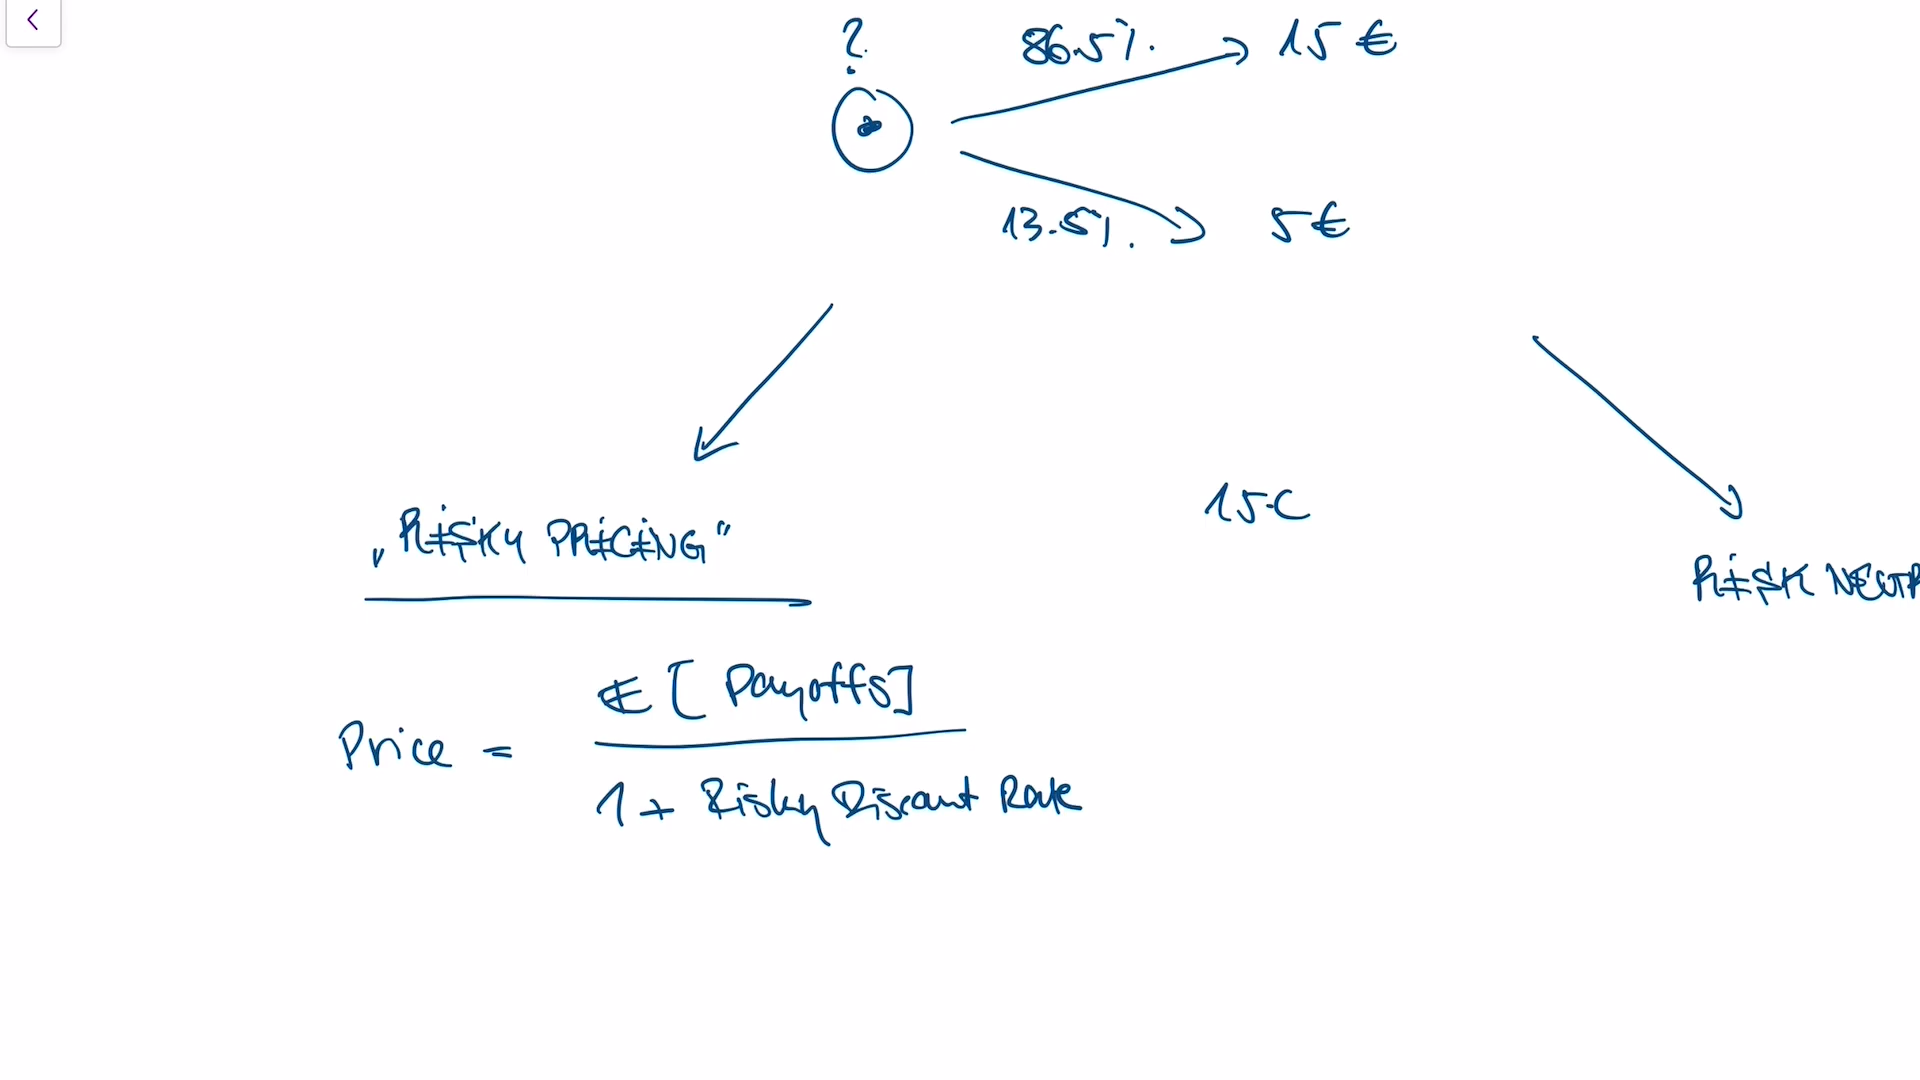 ?
86.5%. 15 €
13.5%. 5€
„RISKY PRICING“
15 €
RISK NEUTR
E [Payoffs]
Price =
1 + Risky Discount Rate